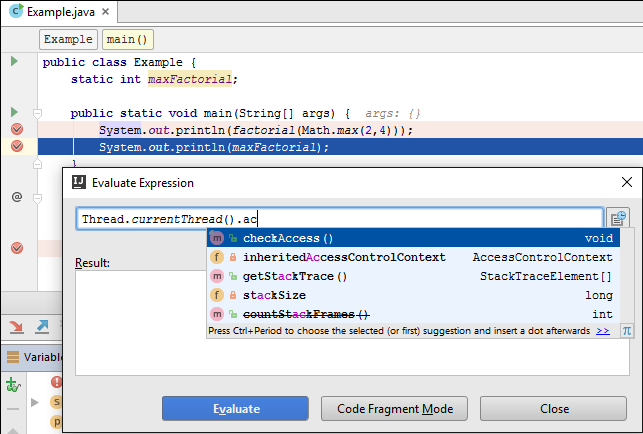 Example.java ×
Example main()
public class Example {
static int maxFactorial;
public static void main(String[] args) { args: {}
System.out.println(factorial(Math.max(2,4)));
System.out.println(maxFactorial);
}
@
IJ Evaluate Expression
Thread.currentThread().ac
m checkAccess() void
Result:
f inheritedAccessControlContext AccessControlContext
m getStackTrace() StackTraceElement[]
f stackSize long
m countStackFrames() int
Press Ctrl+Period to choose the selected (or first) suggestion and insert a dot afterwards >> π
Variable
s
p
Evaluate Code Fragment Mode Close